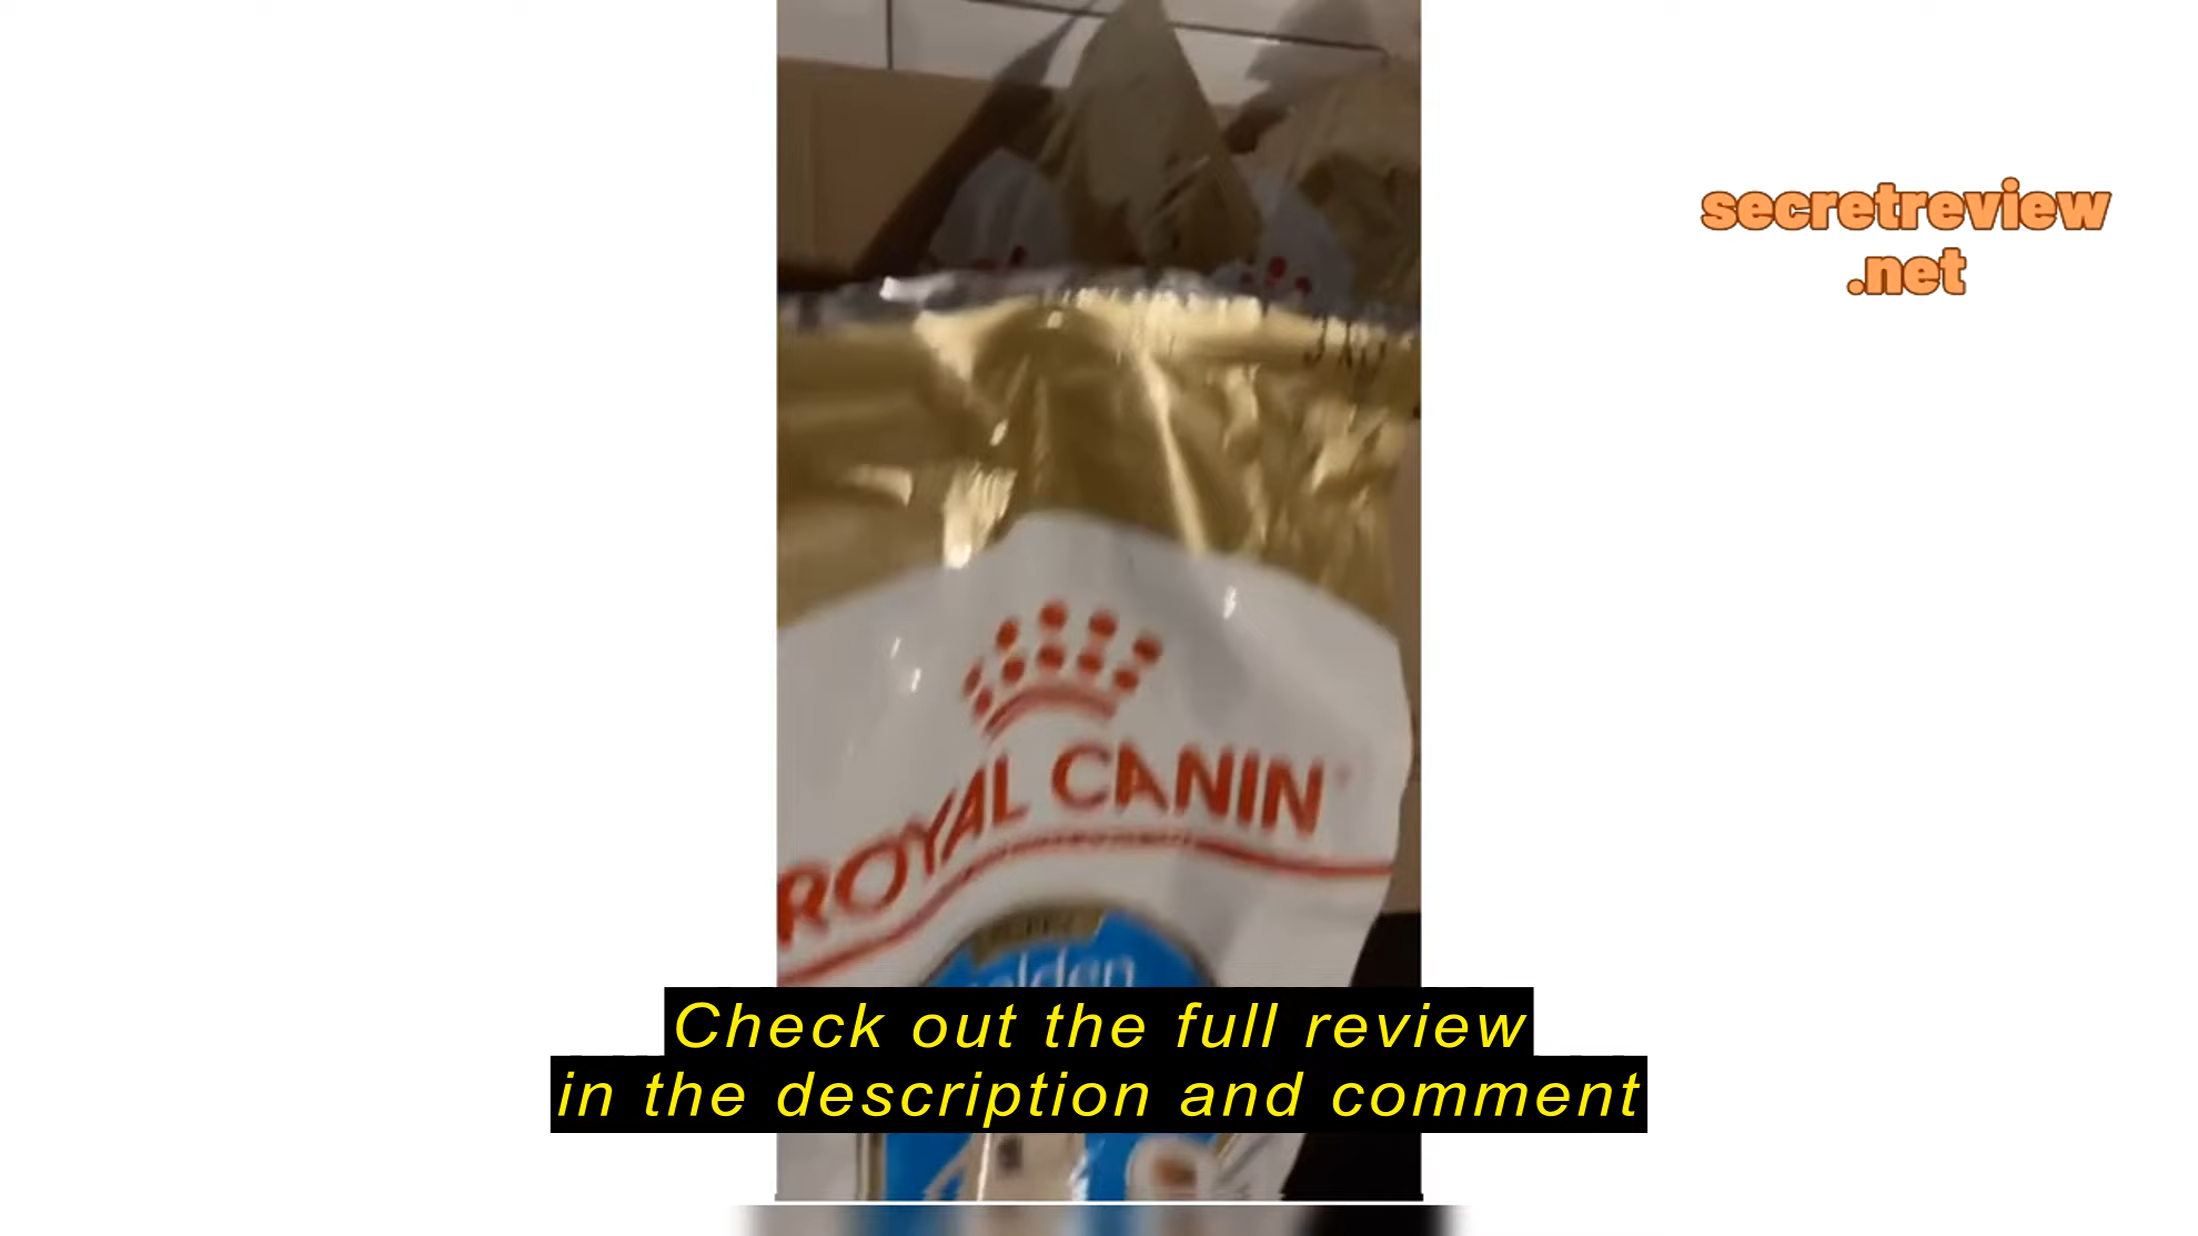 secretreview
.net
ROYAL CANIN
Check out the full review
in the description and comment